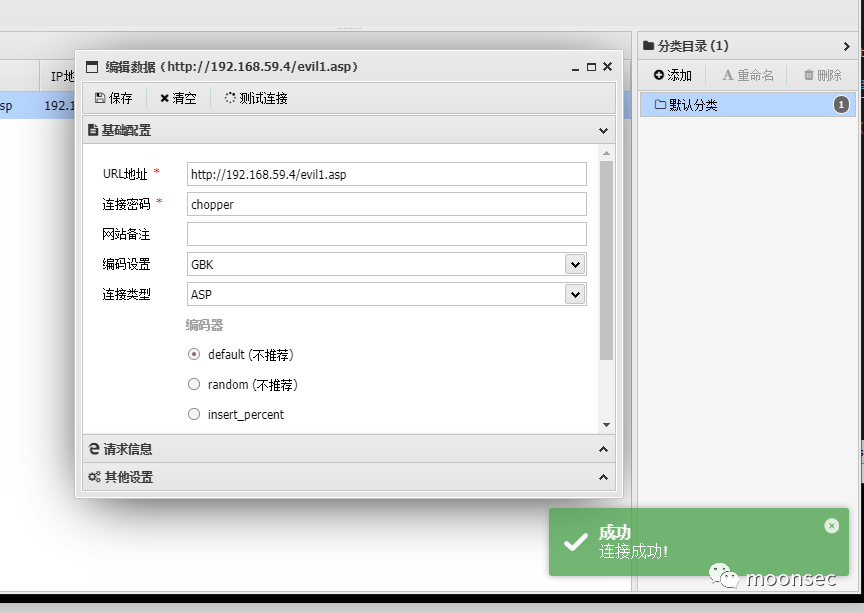 分类目录 (1)
添加
重命名
删除
默认分类
1
IP地
sp
192.1
编辑数据 (http://192.168.59.4/evil1.asp)
保存
清空
测试连接
基础配置
URL地址 *
http://192.168.59.4/evil1.asp
连接密码 *
chopper
网站备注
编码设置
GBK
连接类型
ASP
编码器
default (不推荐)
random (不推荐)
insert_percent
请求信息
其他设置
成功
连接成功!
moonsec